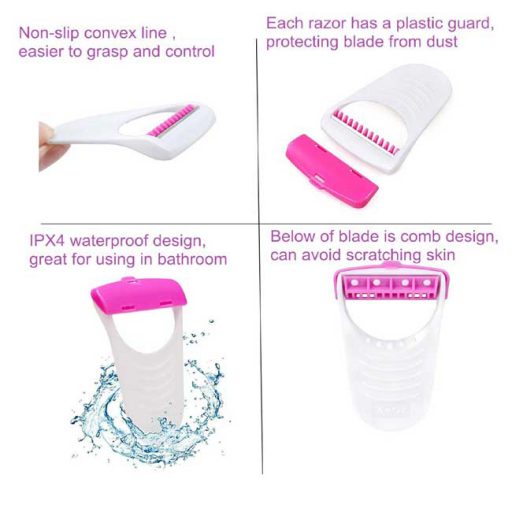 Non-slip convex line ,
easier to grasp and control
Each razor has a plastic guard,
protecting blade from dust
IPX4 waterproof design,
great for using in bathroom
Below of blade is comb design,
can avoid scratching skin